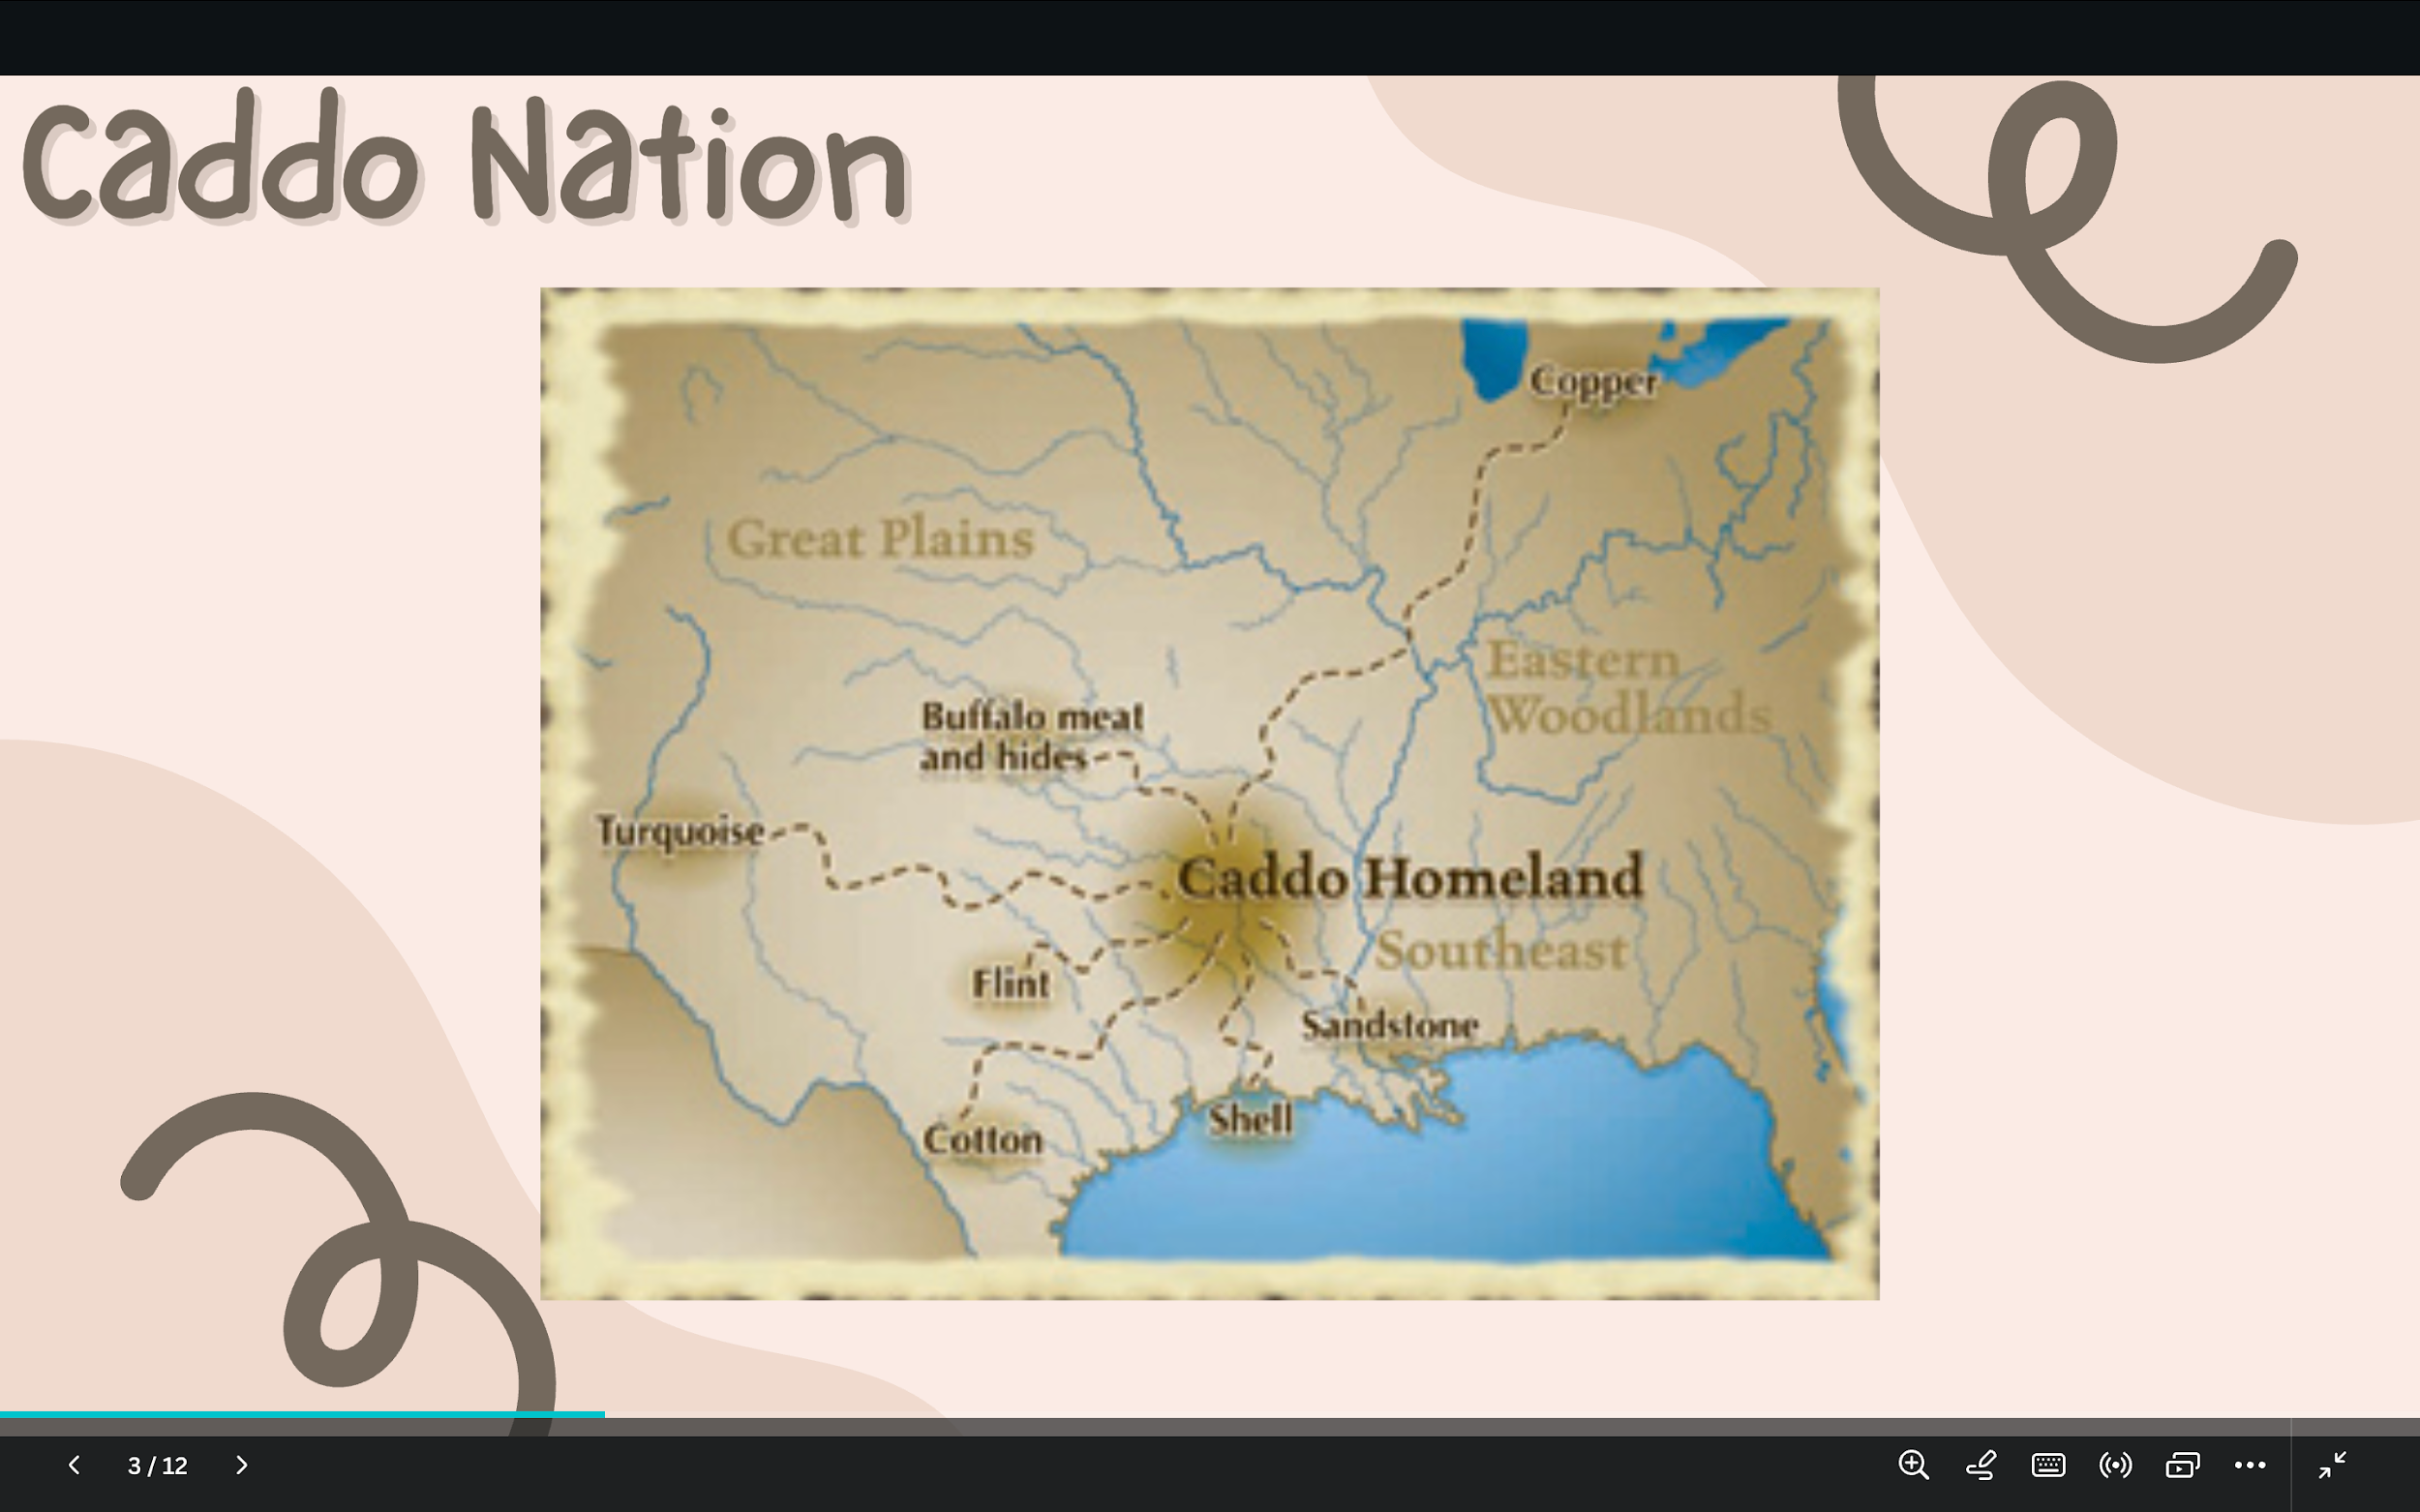 Caddo Nation
Copper
Great Plains
Eastern
Woodlands
Buffalo meat
and hides
Turquoise
Caddo Homeland
Southeast
Flint
Sandstone
Shell
Cotton
3 / 12